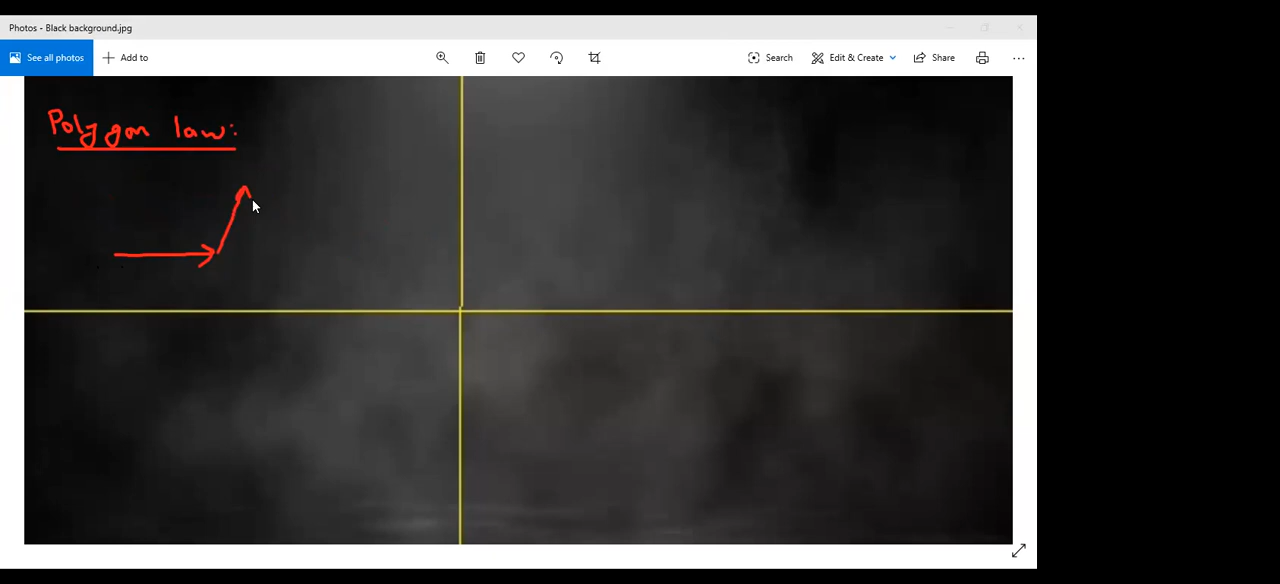 Photos - Black background.jpg
See all photos
Add to
Search
Edit & Create
Share
Polygon law: